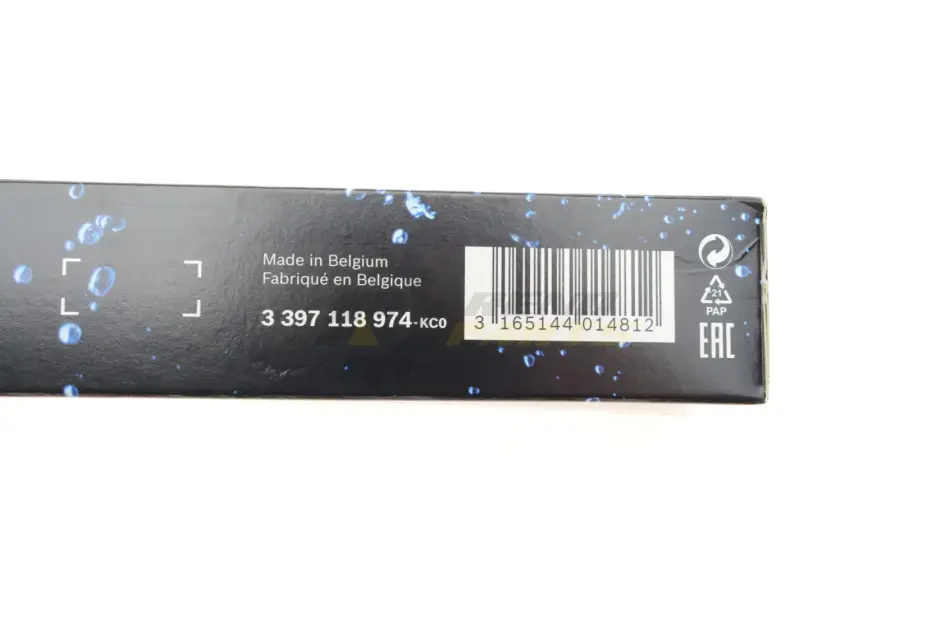 Made in Belgium
Fabriqué en Belgique
3 397 118 974-KC0
3 165144 014812
21
PAP
EAC